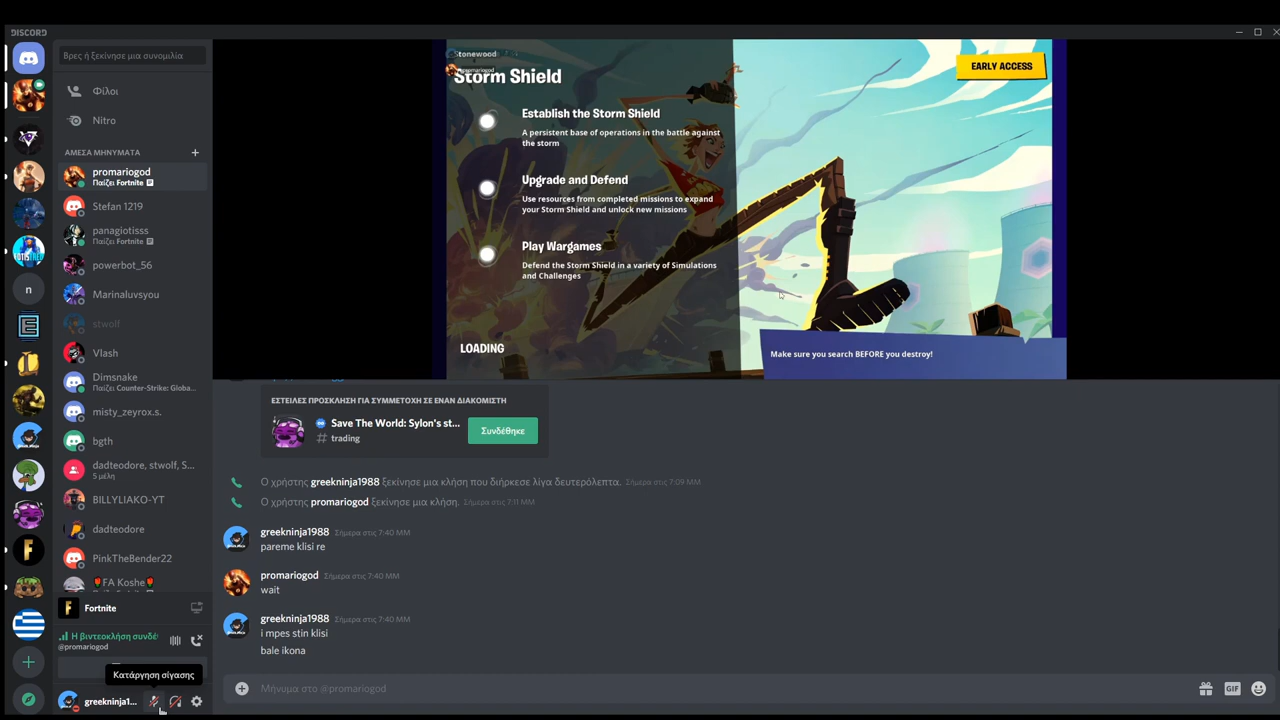 DISCORD
Βρες ή ξεκίνησε μια συνομιλία
Φίλοι
Nitro
ΑΜΕΣΑ ΜΗΝΥΜΑΤΑ
promariogod
Παίζει Fortnite
Stefan 1219
panagiotisss
Παίζει Fortnite
powerbot_56
Marinaluvsyou
stwolf
Vlash
Dimsnake
Παίζει Counter-Strike: Globa...
misty_zeyrox.s.
bgth
dadteodore, stwolf, S...
5 μέλη
BILLYLIAKO-YT
dadteodore
PinkTheBender22
FA Koshe
n
F
Fortnite
Η βιντεοκλήση συνδέ
@promariogod
Κατάργηση σίγασης
greekninja1...
Stonewood
Storm Shield
Establish the Storm Shield
A persistent base of operations in the battle against
the storm
Upgrade and Defend
Use resources from completed missions to expand
your Storm Shield and unlock new missions
Play Wargames
Defend the Storm Shield in a variety of Simulations
and Challenges
LOADING
EARLY ACCESS
Make sure you search BEFORE you destroy!
ΕΣΤΕΙΛΕΣ ΠΡΟΣΚΛΗΣΗ ΓΙΑ ΣΥΜΜΕΤΟΧΗ ΣΕ ΕΝΑΝ ΔΙΑΚΟΜΙΣΤΗ
Save The World: Sylon's st...
# trading
Συνδέθηκε
Ο χρήστης greekninja1988 ξεκίνησε μια κλήση που διήρκεσε λίγα δευτερόλεπτα. Σήμερα στις 7:09 ΜΜ
Ο χρήστης promariogod ξεκίνησε μια κλήση. Σήμερα στις 7:11 ΜΜ
greekninja1988 Σήμερα στις 7:40 ΜΜ
pareme klisi re
promariogod Σήμερα στις 7:40 ΜΜ
wait
greekninja1988 Σήμερα στις 7:40 ΜΜ
i mpes stin klisi
bale ikona
Μήνυμα στο @promariogod
GIF